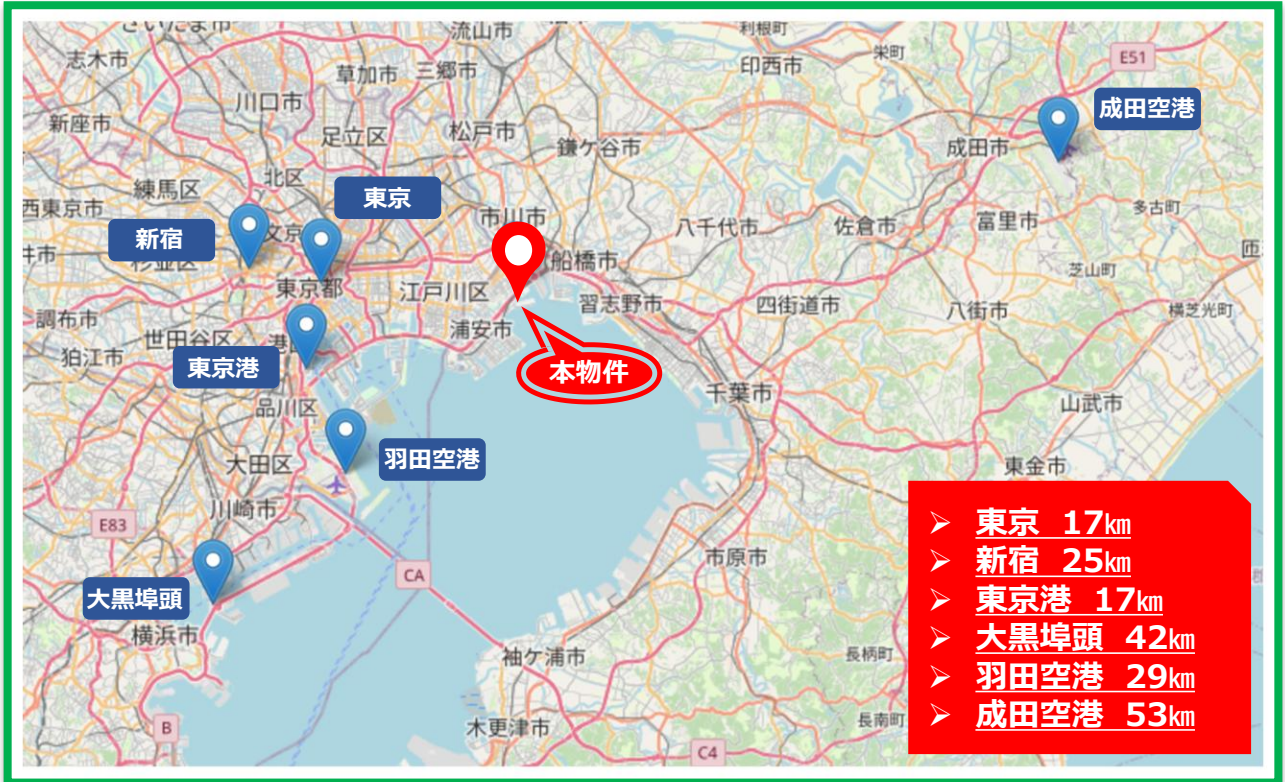 さいたま市
流山市
利根町
栄町
E51
志木市
草加市
三郷市
印西市
成田空港
川口市
新座市
足立区
松戸市
鎌ケ谷市
成田市
練馬区
北区
東京
西東京市
市川市
八千代市
佐倉市
富里市
多古町
新宿
文京
船橋市
芝山町
杉並区
東京都
江戸川区
習志野市
四街道市
八街市
横芝光町
調布市
世田谷区
浦安市
狛江市
東京港
本物件
千葉市
品川区
山武市
大田区
羽田空港
東金市
川崎市
E83
東京 17㎞
新宿 25㎞
東京港 17㎞
大黒埠頭 42㎞
羽田空港 29㎞
成田空港 53㎞
市原市
CA
大黒埠頭
横浜市
袖ケ浦市
長柄町
木更津市
長南町
B
C4